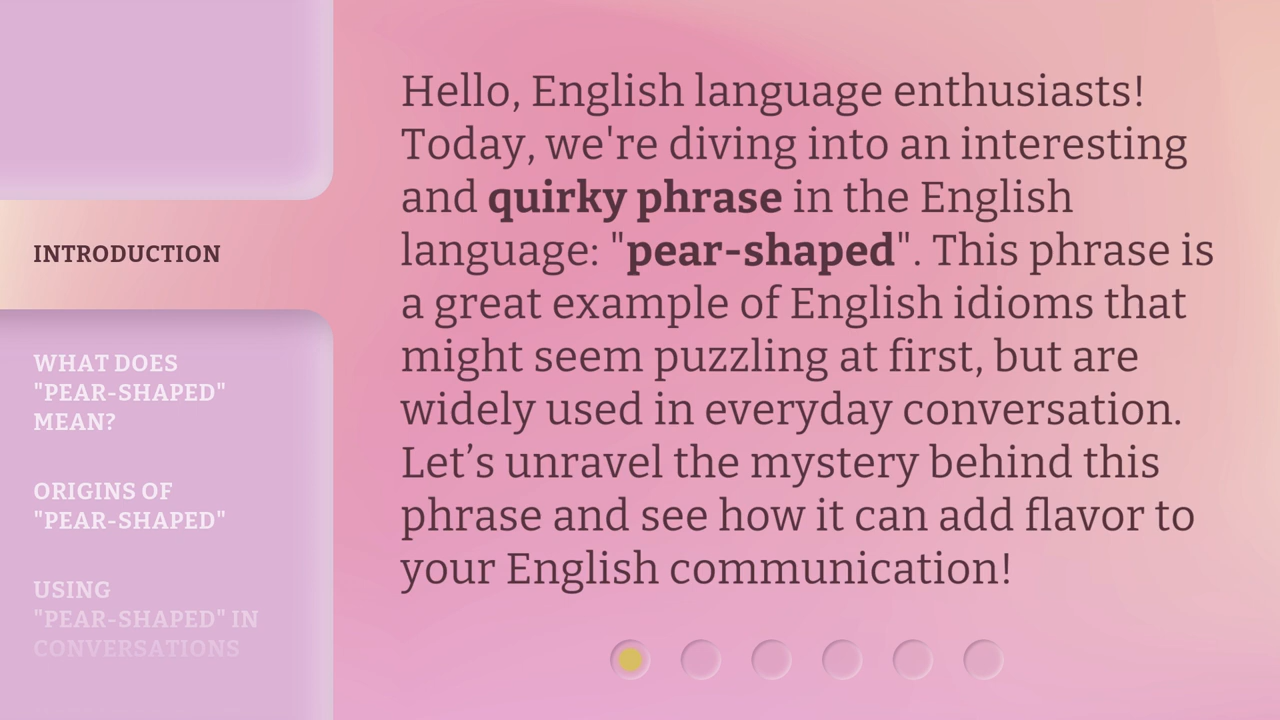 INTRODUCTION
WHAT DOES
"PEAR-SHAPED"
MEAN?
ORIGINS OF
"PEAR-SHAPED"
USING
"PEAR-SHAPED" IN
CONVERSATIONS
Hello, English language enthusiasts!
Today, we're diving into an interesting
and quirky phrase in the English
language: "pear-shaped". This phrase is
a great example of English idioms that
might seem puzzling at first, but are
widely used in everyday conversation.
Let’s unravel the mystery behind this
phrase and see how it can add flavor to
your English communication!